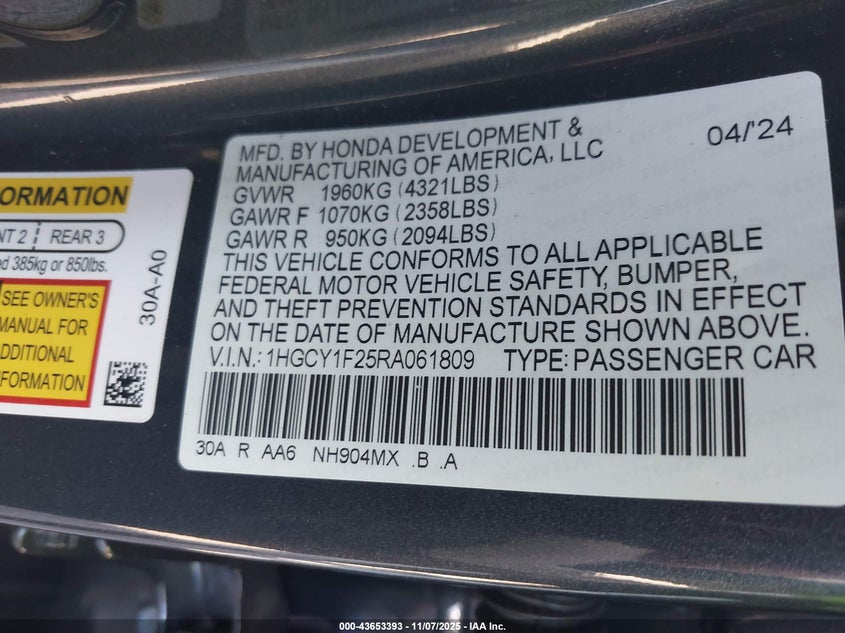 MFD. BY HONDA DEVELOPMENT &
MANUFACTURING OF AMERICA, LLC
04/'24
GVWR 1960KG (4321LBS)
GAWR F 1070KG (2358LBS)
GAWR R 950KG (2094LBS)
THIS VEHICLE CONFORMS TO ALL APPLICABLE
FEDERAL MOTOR VEHICLE SAFETY, BUMPER,
AND THEFT PREVENTION STANDARDS IN EFFECT
ON THE DATE OF MANUFACTURE SHOWN ABOVE.
V.I.N.: 1HGCY1F25RA061809 TYPE: PASSENGER CAR
30A R AA6 NH904MX .B .A
ORMATION
NT 2 REAR 3
ed 385kg or 850lbs.
SEE OWNER'S
MANUAL FOR
ADDITIONAL
NFORMATION
30A-A0
000-43653393 - 11/07/2025 - IAA Inc.